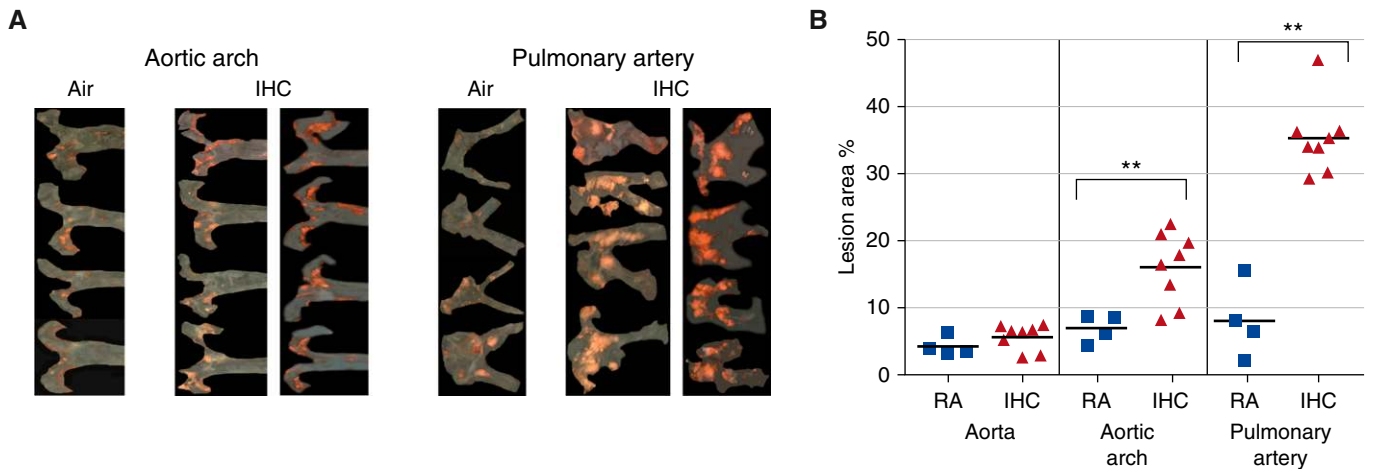 A
Aortic arch
Pulmonary artery
Air
IHC
Air
IHC
B
Lesion area %
50
40
30
20
10
0
**
**
RA
IHC
RA
IHC
RA
IHC
Aorta
Aortic
arch
Pulmonary
artery